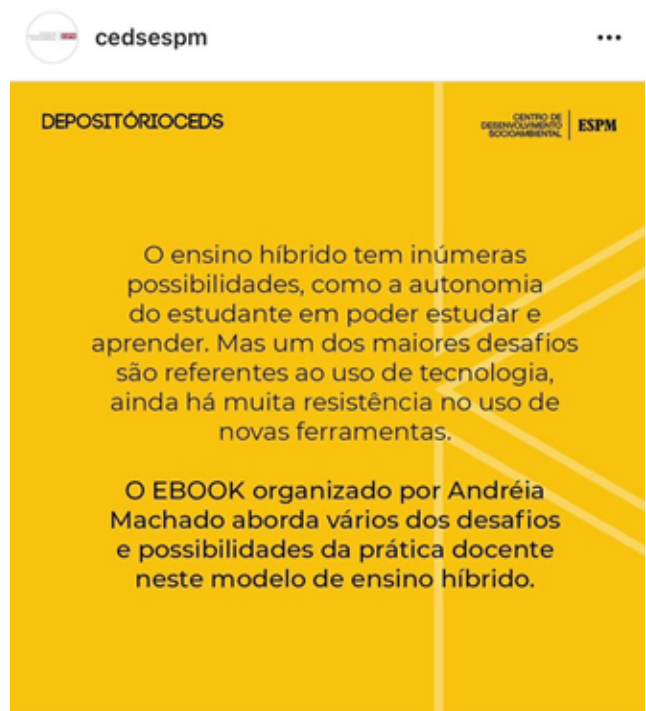 cedsespm
DEPOSITÓRIOCEDS
CENTRO DE
DESENVOLVIMENTO
SOCIOAMBIENTAL
ESPM
O ensino híbrido tem inúmeras
possibilidades, como a autonomia
do estudante em poder estudar e
aprender. Mas um dos maiores desafios
são referentes ao uso de tecnologia,
ainda há muita resistência no uso de
novas ferramentas.
O EBOOK organizado por Andréia
Machado aborda vários dos desafios
e possibilidades da prática docente
neste modelo de ensino híbrido.